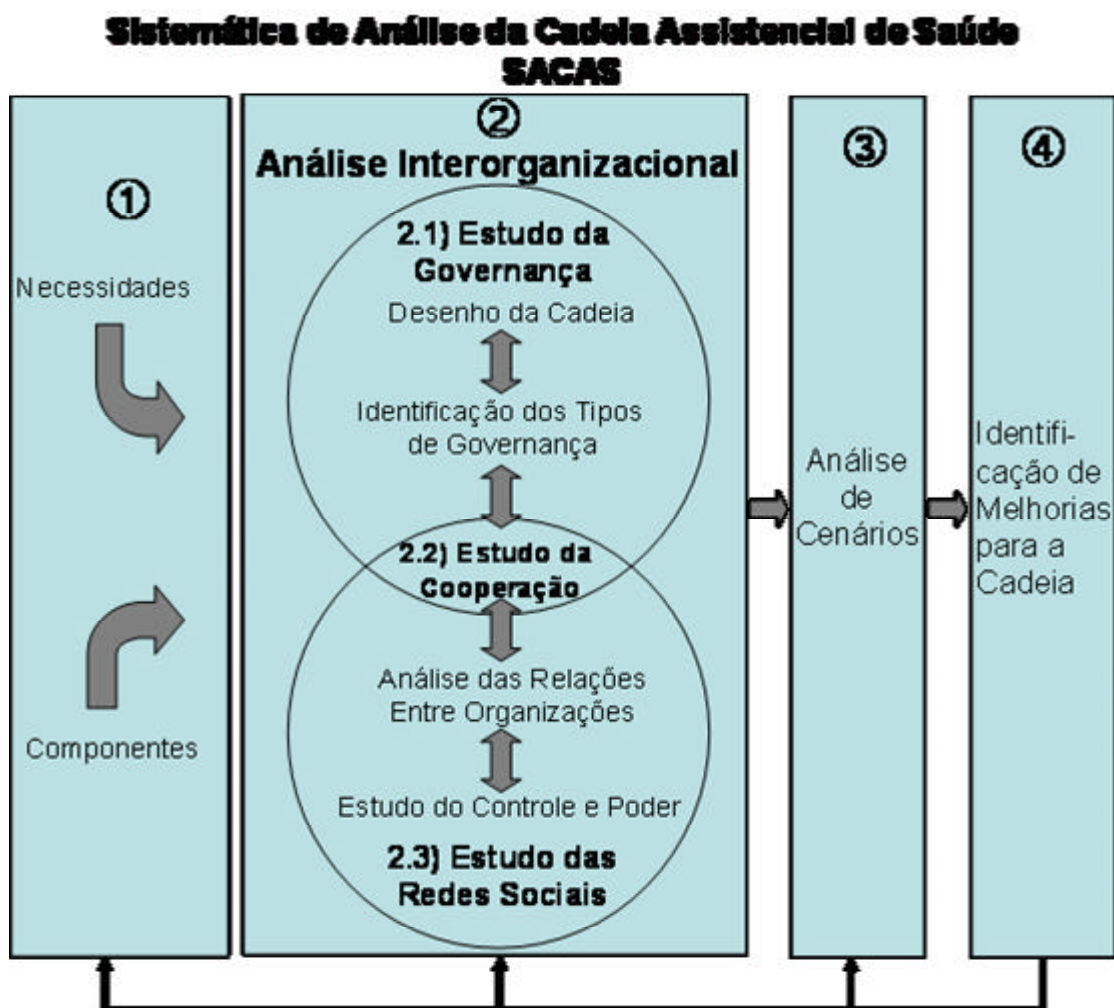 Sistemática de Análise da Cadeia Assistencial de Saúde
SACAS
①
Necessidades
Componentes
②
Análise Interorganizacional
2.1) Estudo da
Governança
Desenho da Cadeia
Identificação dos Tipos
de Governança
2.2) Estudo da
Cooperação
Análise das Relações
Entre Organizações
Estudo do Controle e Poder
2.3) Estudo das
Redes Sociais
③
Análise
de
Cenários
④
Identifi-
cação de
Melhorias
para a
Cadeia